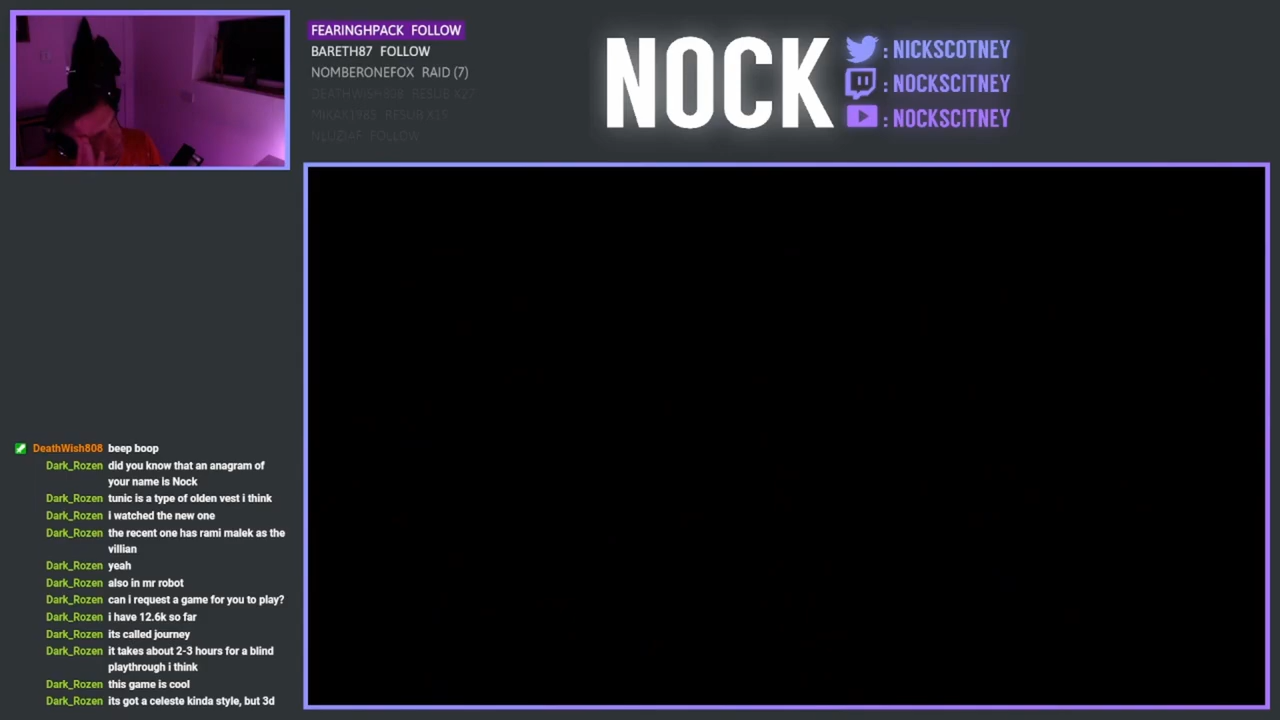 FEARINGHPACK FOLLOW
BARETH87 FOLLOW
NOMBERONEFOX RAID (7)
DEATHWISH808 RESUB X27
NLUZIAF FOLLOW
NOCK
: NICKSCOTNEY
: NOCKSCITNEY
: NOCKSCITNEY
DeathWish808 beep boop
Dark_Rozen did you know that an anagram of
your name is Nock
Dark_Rozen tunic is a type of olden vest i think
Dark_Rozen i watched the new one
Dark_Rozen the recent one has rami malek as the
villian
Dark_Rozen yeah
Dark_Rozen also in mr robot
Dark_Rozen can i request a game for you to play?
Dark_Rozen i have 12.6k so far
Dark_Rozen its called journey
Dark_Rozen it takes about 2-3 hours for a blind
playthrough i think
Dark_Rozen this game is cool
Dark_Rozen its got a celeste kinda style, but 3d